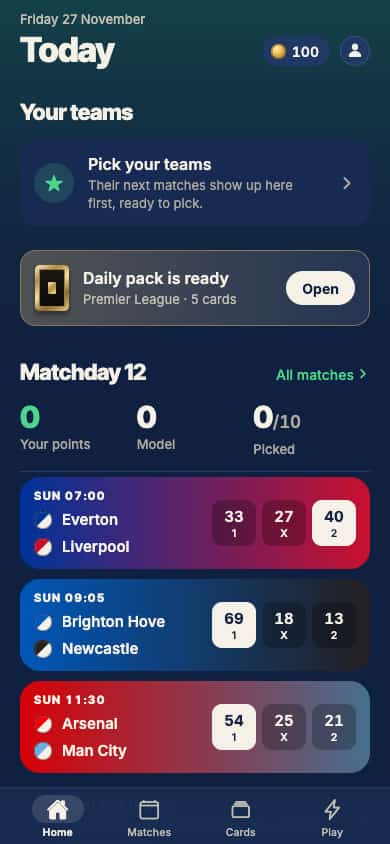 Friday 27 November
Today
100
Your teams
Pick your teams
Their next matches show up here
first, ready to pick.
Daily pack is ready
Premier League · 5 cards
Open
Matchday 12
All matches
0
Your points
0
Model
0/10
Picked
SUN 07:00
Everton
Liverpool
33
1
27
X
40
2
SUN 09:05
Brighton Hove
Newcastle
69
1
18
X
13
2
SUN 11:30
Arsenal
Man City
54
1
25
X
21
2
Home
Matches
Cards
Play